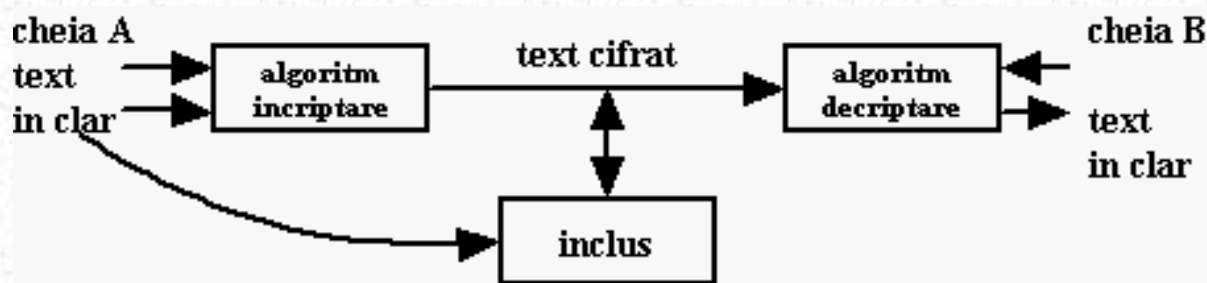 cheia A
text
in clar
algoritm
incriptare
text cifrat
algoritm
decriptare
cheia B
text
in clar
inclus